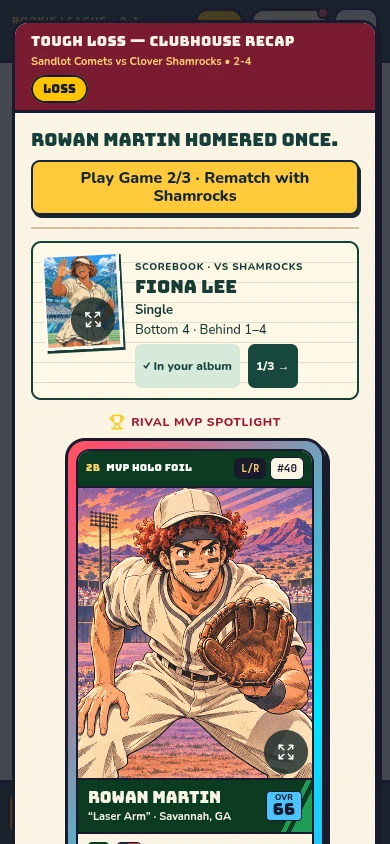 TOUGH LOSS — CLUBHOUSE RECAP
Sandlot Comets vs Clover Shamrocks • 2-4
LOSS
ROWAN MARTIN HOMERED ONCE.
Play Game 2/3 · Rematch with
Shamrocks
SCOREBOOK · VS SHAMROCKS
FIONA LEE
Single
Bottom 4 · Behind 1–4
✓ In your album
1/3 →
RIVAL MVP SPOTLIGHT
2B MVP HOLO FOIL L/R #40
ROWAN MARTIN
“Laser Arm” · Savannah, GA
OVR
66